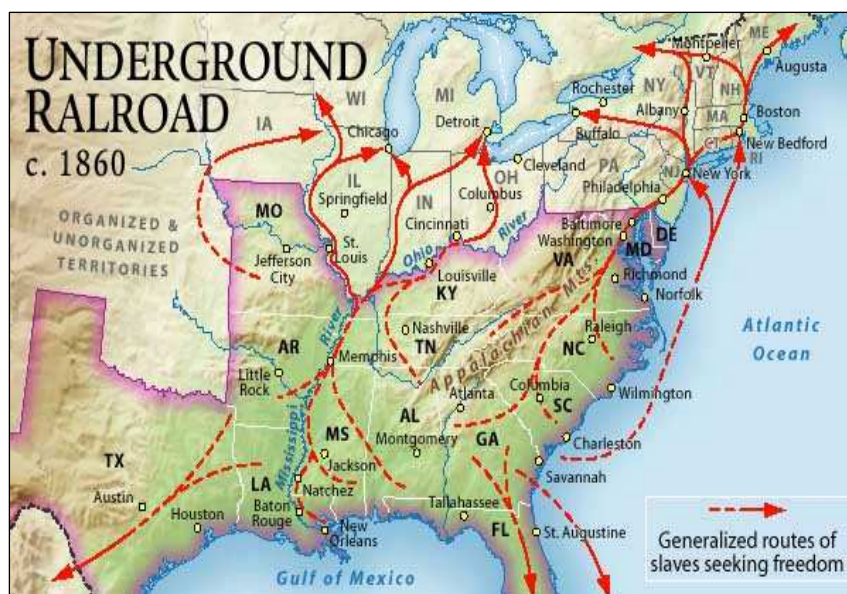 UNDERGROUND
RALROAD
c. 1860
ORGANIZED &
UNORGANIZED
TERRITORIES
IA
WI
MI
Chicago
Detroit
IL
Springfield
IN
OH
Columbus
Cleveland
Cincinnati
MO
Jefferson
City
St.
Louis
Ohio
River
Louisville
KY
Nashville
TN
Appalachian Mts.
ME
Montpelier
Augusta
VT
NH
NY
Rochester
Albany
Buffalo
MA
Boston
CT
RI
New Bedford
PA
NJ
New York
Philadelphia
Baltimore
Washington
MD
DE
VA
Richmond
Norfolk
Raleigh
NC
Wilmington
Columbia
SC
Charleston
Atlantic
Ocean
AR
Little
Rock
River
Memphis
Mississippi
MS
Jackson
AL
Montgomery
Atlanta
GA
Savannah
TX
Austin
Houston
LA
Natchez
Baton
Rouge
New
Orleans
Tallahassee
FL
St. Augustine
Gulf of Mexico
Generalized routes of
slaves seeking freedom